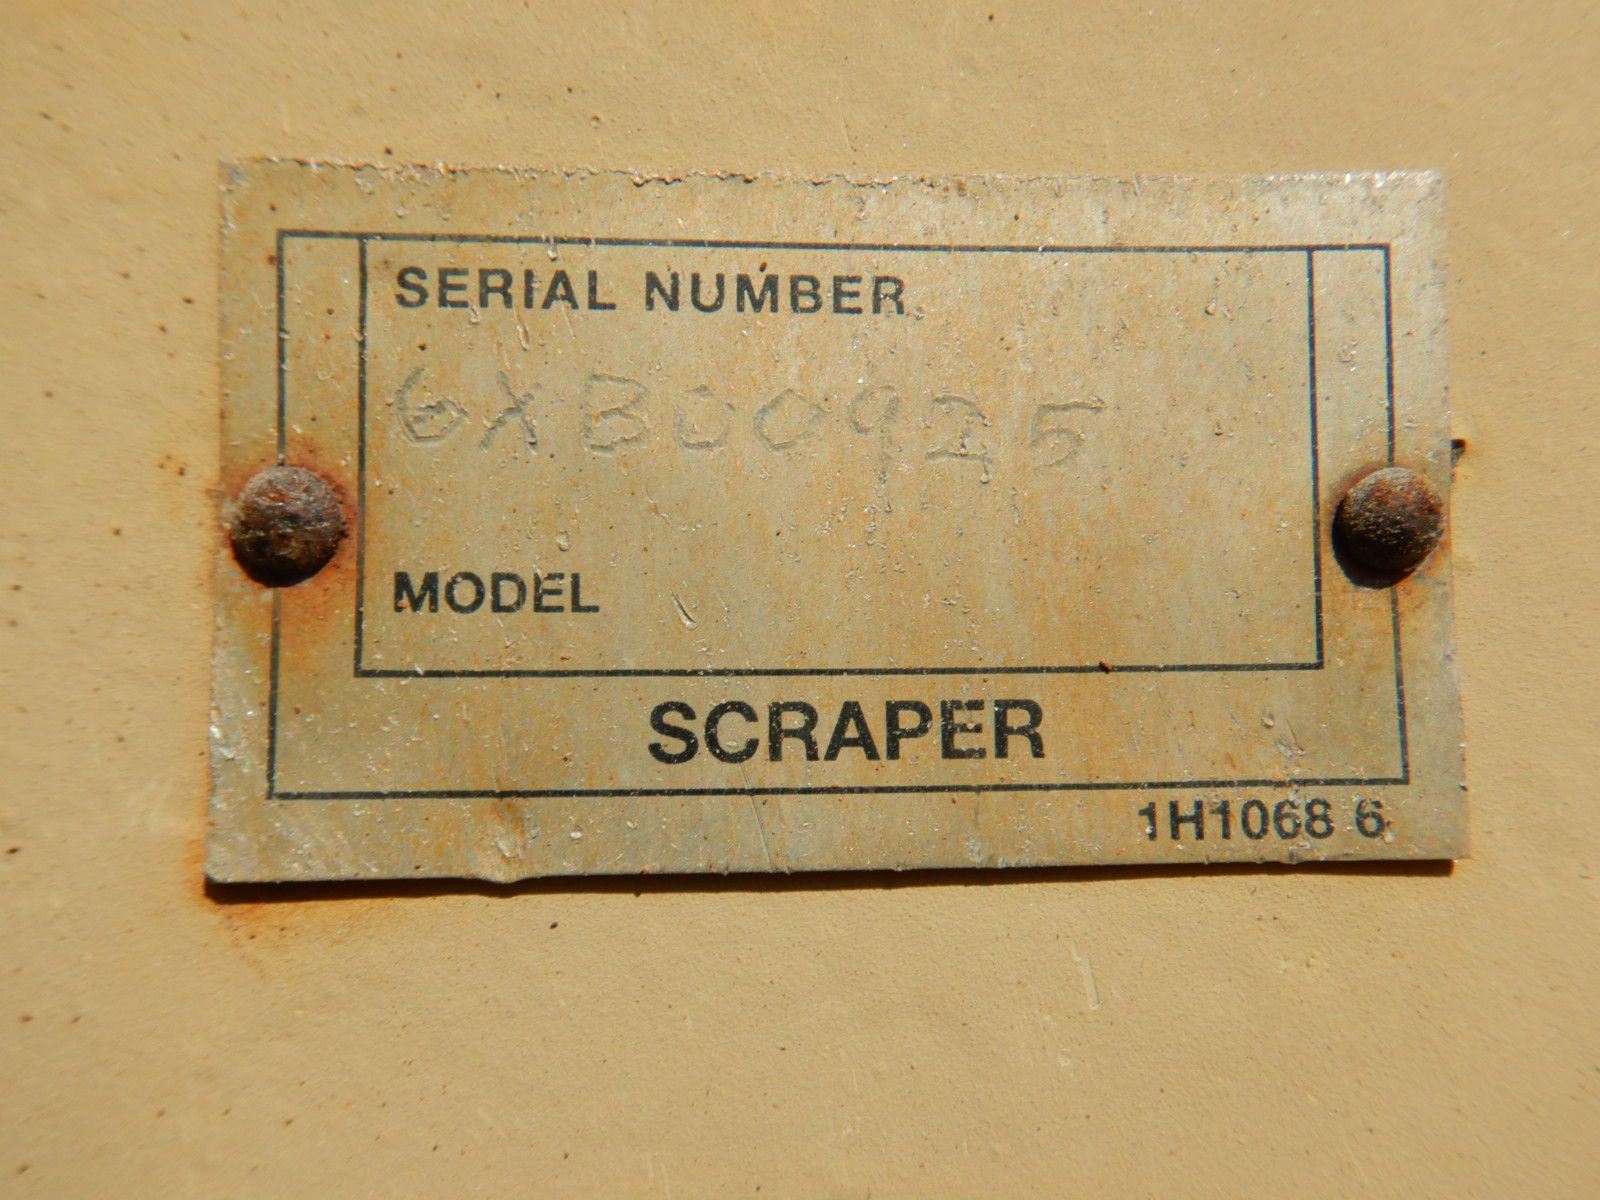 SERIAL NUMBER
6XB00925
MODEL
SCRAPER
1H1068 6